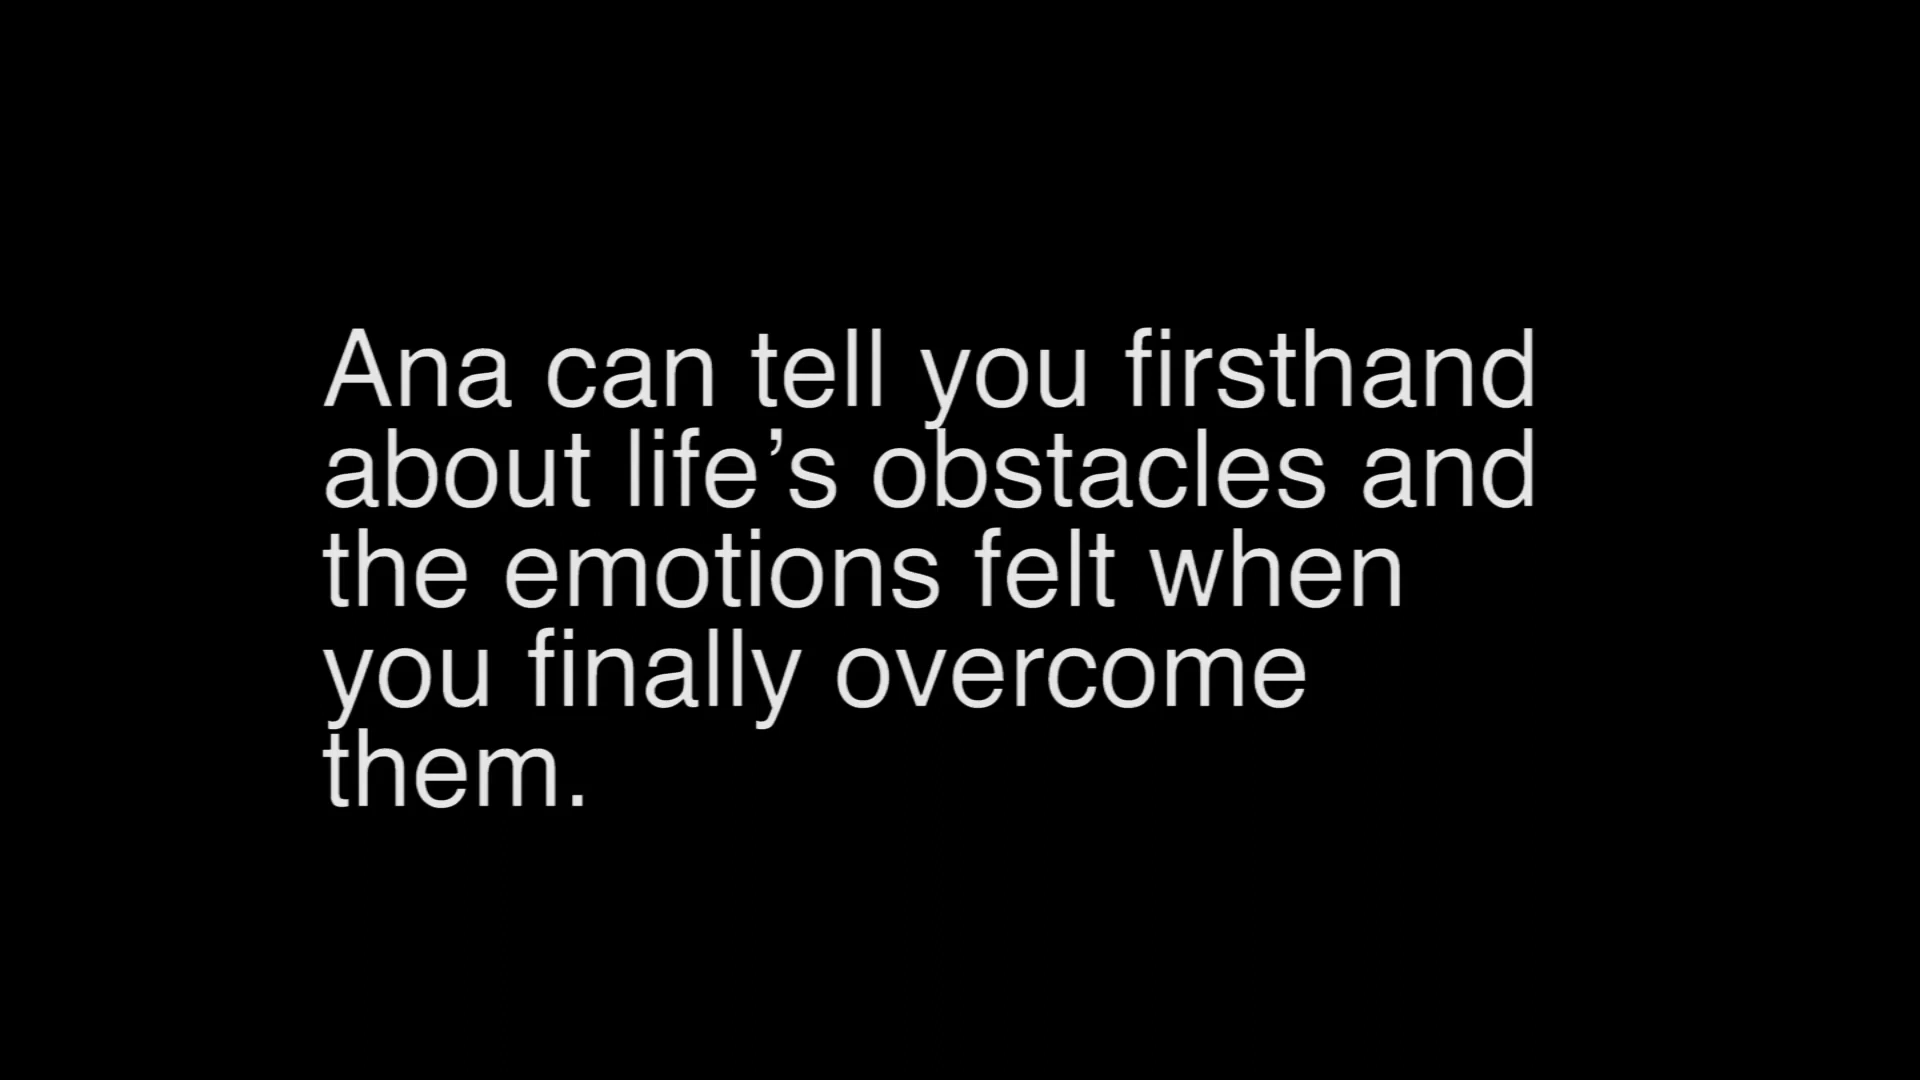 Ana can tell you firsthand
about life’s obstacles and
the emotions felt when
you finally overcome
them.